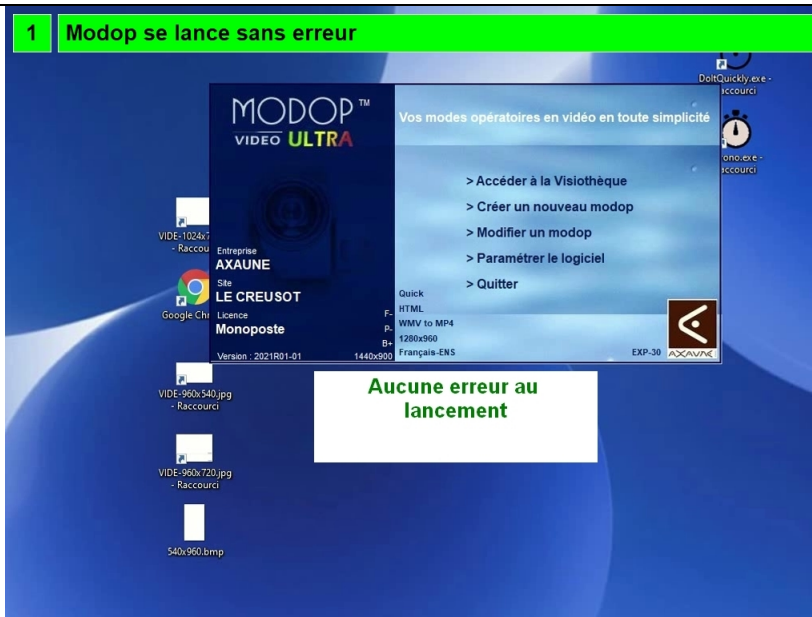 1 Modop se lance sans erreur
DoItQuickly.exe -
accourci
ono.exe -
accourci
MODOP™
VIDEO ULTRA
Vos modes opératoires en vidéo en toute simplicité
> Accéder à la Visiothèque
> Créer un nouveau modop
> Modifier un modop
> Paramétrer le logiciel
> Quitter
VIDE-1024x7
- Raccou
Google Chr
Entreprise
AXAUNE
Site
LE CREUSOT
Licence
Monoposte
Version : 2021R01-01
F-
P-
B+
1440x900
Quick
HTML
WMV to MP4
1280x960
Français-ENS
EXP-30
AXAUNE
Aucune erreur au
lancement
VIDE-960x540.jpg
- Raccourci
VIDE-960x720.jpg
- Raccourci
540x960.bmp